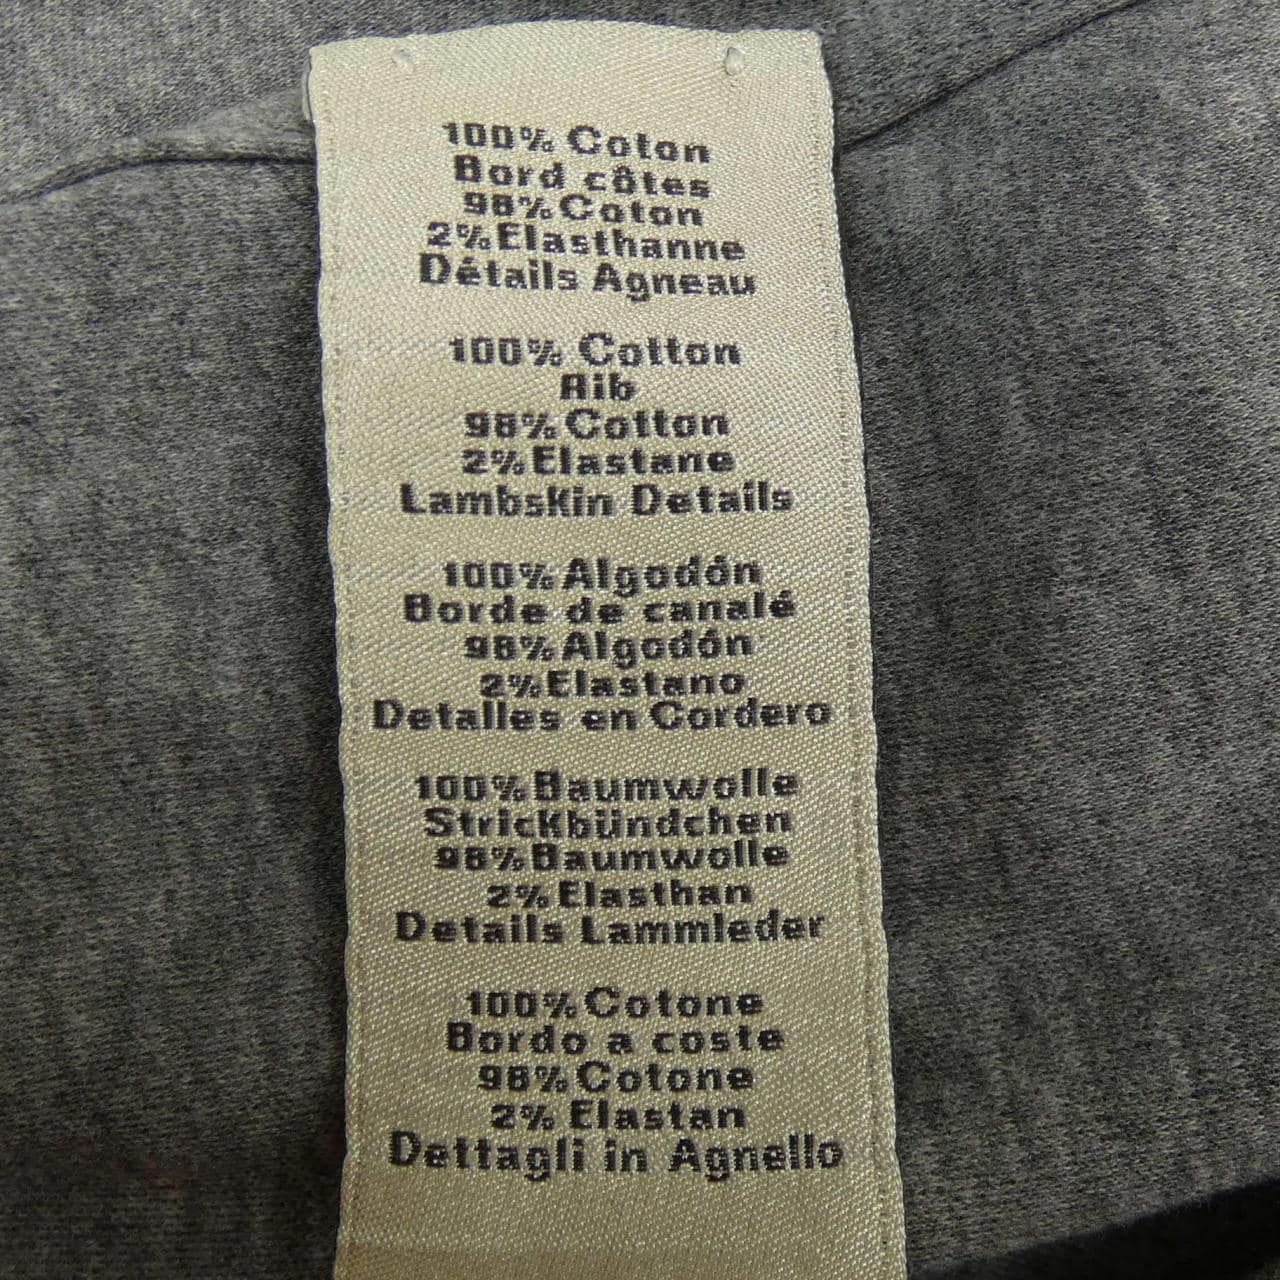 100% Coton
Bord côtes
98% Coton
2% Elasthanne
Détails Agneau
100% Cotton
Rib
98% Cotton
2% Elastane
LambsKin Details
100% Algodón
Borde de canalé
98% Algodón
2% Elastano
Detalles en Cordero
100% Baumwolle
StricKbündchen
98% Baumwolle
2% Elasthan
Details Lammleder
100% Cotone
Bordo a coste
98% Cotone
2% Elastan
Dettagli in Agnello